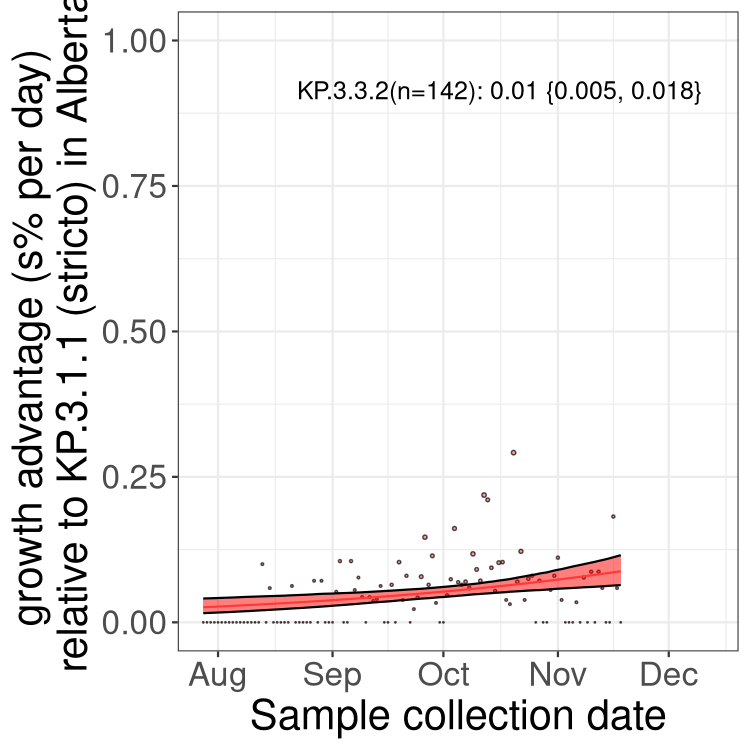 growth advantage (s% per day)
relative to KP.3.1.1 (stricto) in Alberta
1.00
KP.3.3.2(n=142): 0.01 {0.005, 0.018}
0.75
0.50
0.25
0.00
Aug Sep Oct Nov Dec
Sample collection date